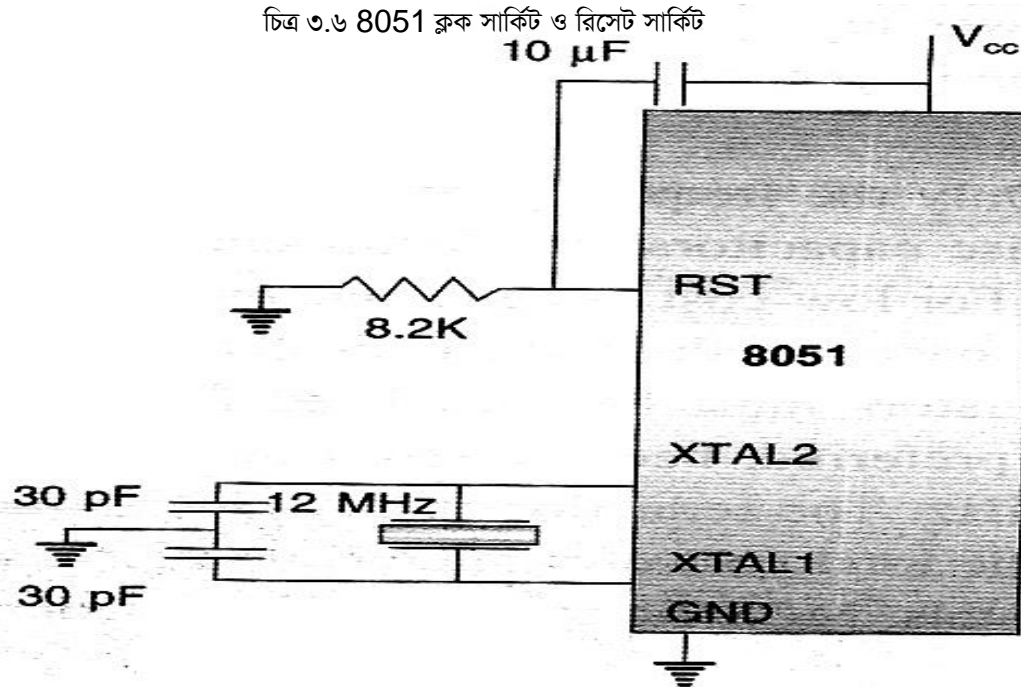 চিত্র ৩.৬ 8051 ক্লক সার্কিট ও রিসেট সার্কিট
10 µF
Vcc
RST
8.2K
8051
XTAL2
30 pF
12 MHz
XTAL1
30 pF
GND